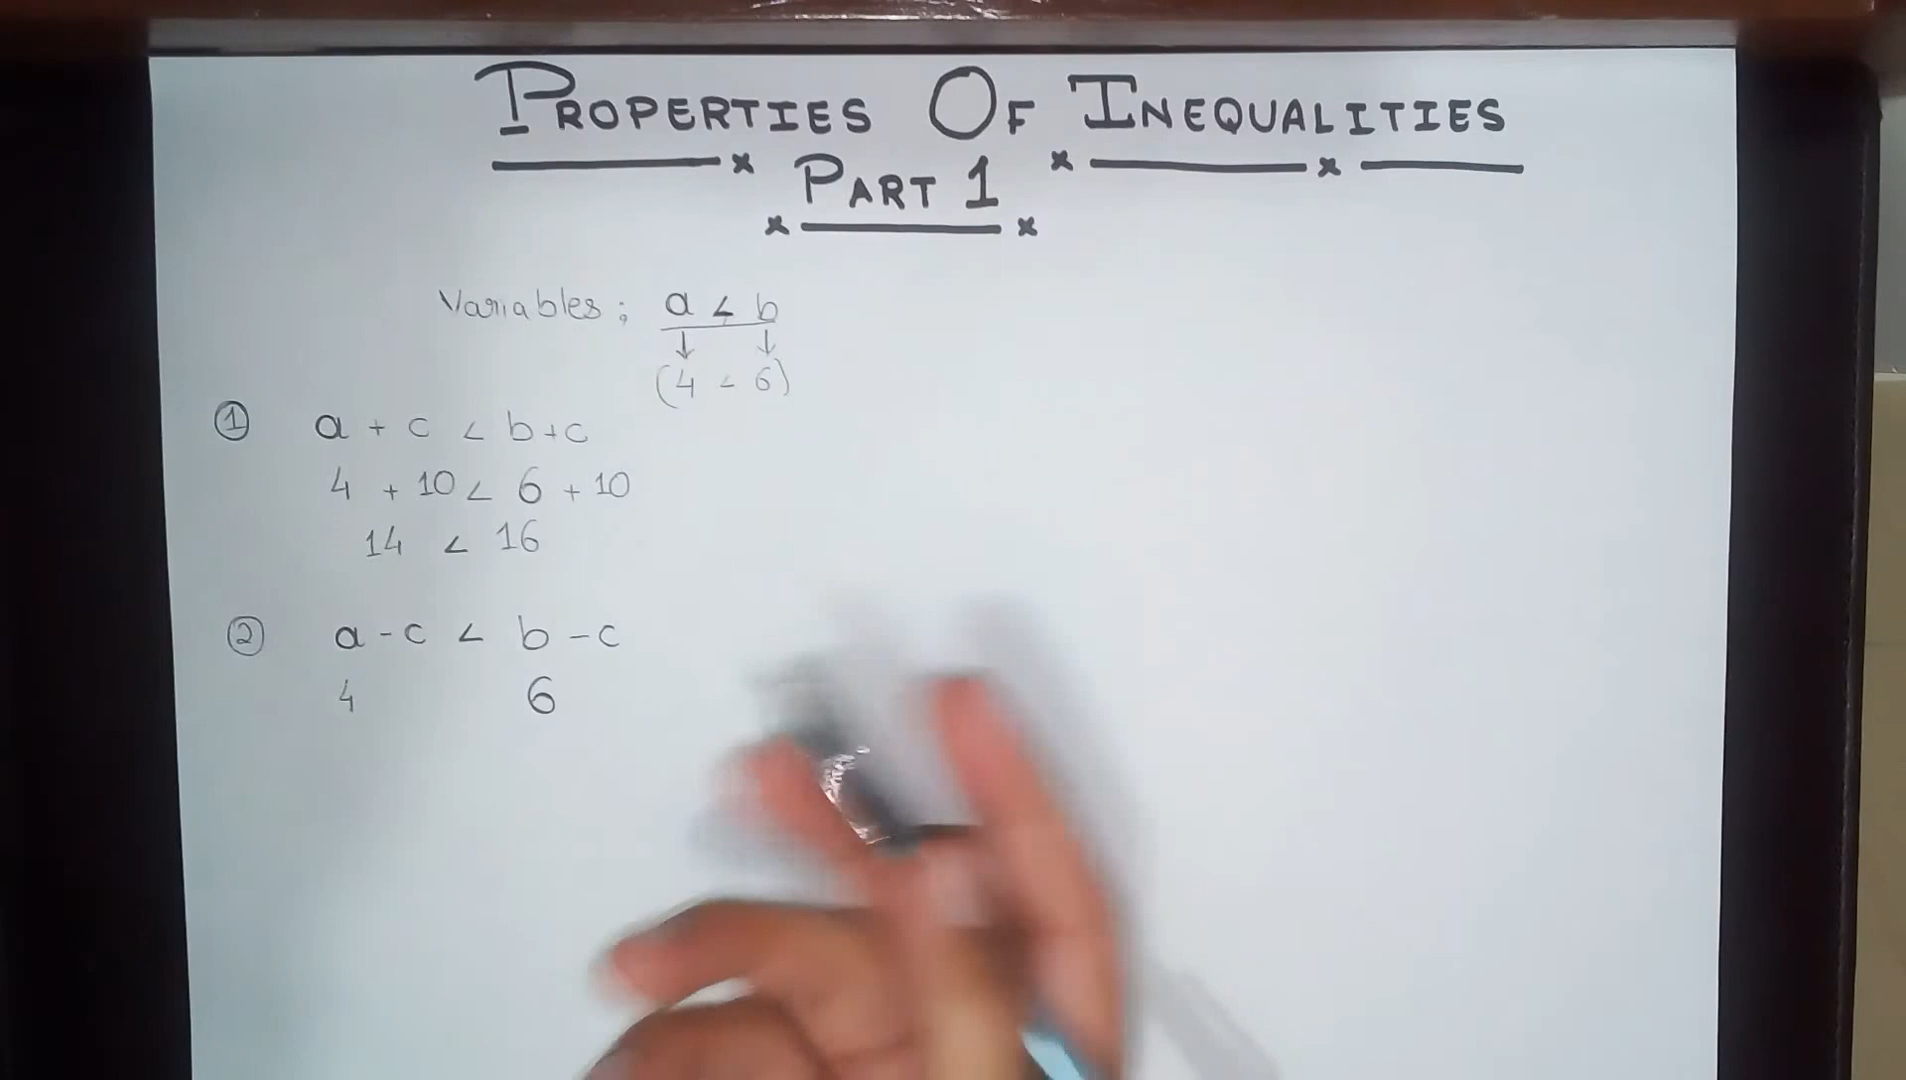 PROPERTIES OF INEQUALITIES
PART 1
Variables; a < b
(4 < 6)
① a + c < b+c
4 + 10 < 6 + 10
14 < 16
② a - c < b - c
4 6